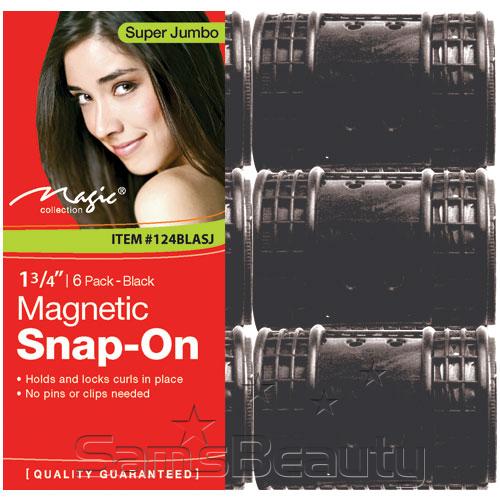 Super Jumbo
Magic®
collection
ITEM #124BLASJ
1 3/4" | 6 Pack - Black
Magnetic
Snap-On
• Holds and locks curls in place
• No pins or clips needed
SamsBeauty
[QUALITY GUARANTEED]